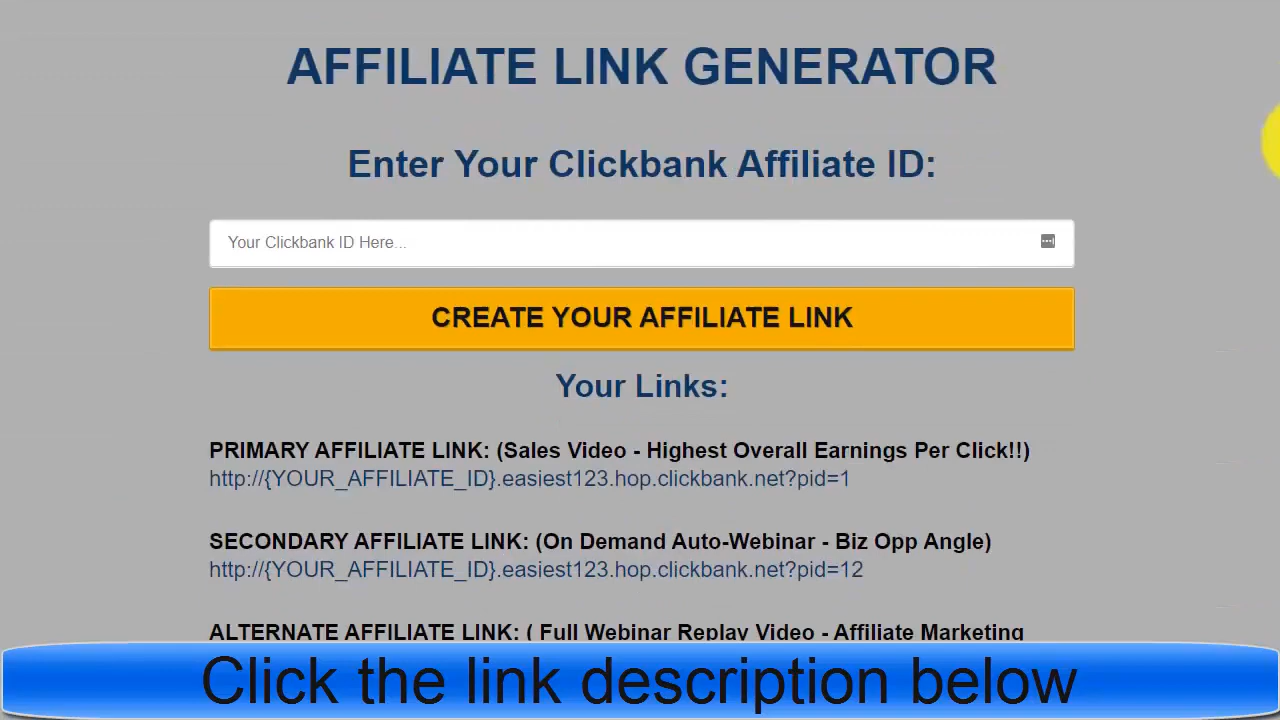 AFFILIATE LINK GENERATOR
Enter Your Clickbank Affiliate ID:
Your Clickbank ID Here...
CREATE YOUR AFFILIATE LINK
Your Links:
PRIMARY AFFILIATE LINK: (Sales Video - Highest Overall Earnings Per Click!!)
http://{YOUR_AFFILIATE_ID}.easiest123.hop.clickbank.net?pid=1
SECONDARY AFFILIATE LINK: (On Demand Auto-Webinar - Biz Opp Angle)
http://{YOUR_AFFILIATE_ID}.easiest123.hop.clickbank.net?pid=12
ALTERNATE AFFILIATE LINK: ( Full Webinar Replay Video - Affiliate Marketing
Click the link description below